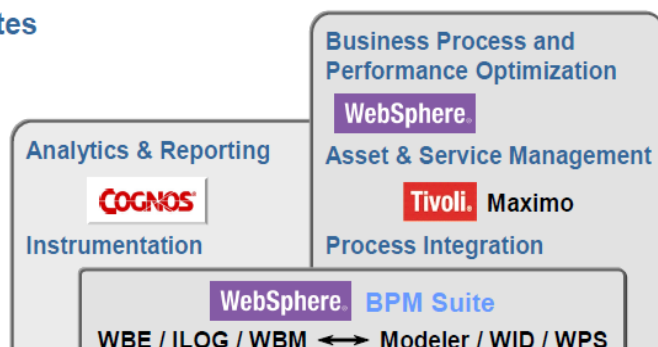 tes
Business Process and
Performance Optimization
WebSphere.
Analytics & Reporting
Asset & Service Management
COGNOS
Tivoli. Maximo
Instrumentation
Process Integration
WebSphere. BPM Suite
WBE / ILOG / WBM ⟷ Modeler / WID / WPS